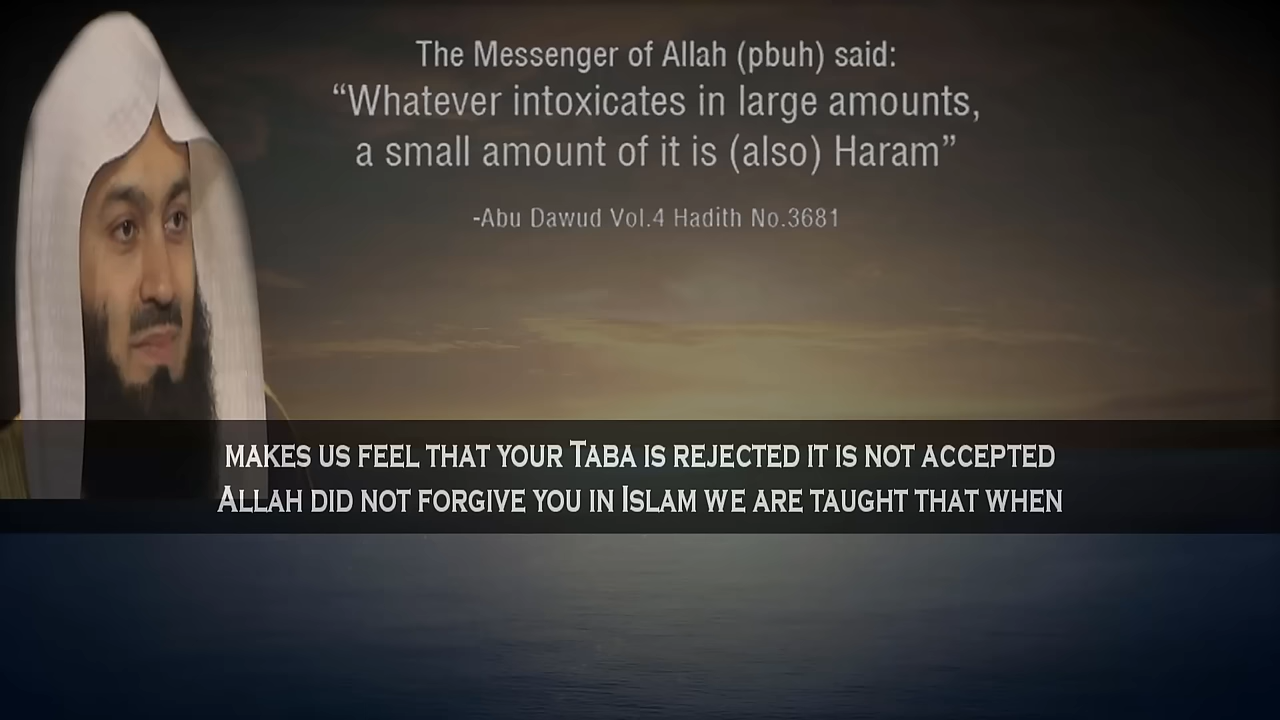 The Messenger of Allah (pbuh) said:
“Whatever intoxicates in large amounts,
a small amount of it is (also) Haram”
-Abu Dawud Vol.4 Hadith No.3681
MAKES US FEEL THAT YOUR TABA IS REJECTED IT IS NOT ACCEPTED
ALLAH DID NOT FORGIVE YOU IN ISLAM WE ARE TAUGHT THAT WHEN